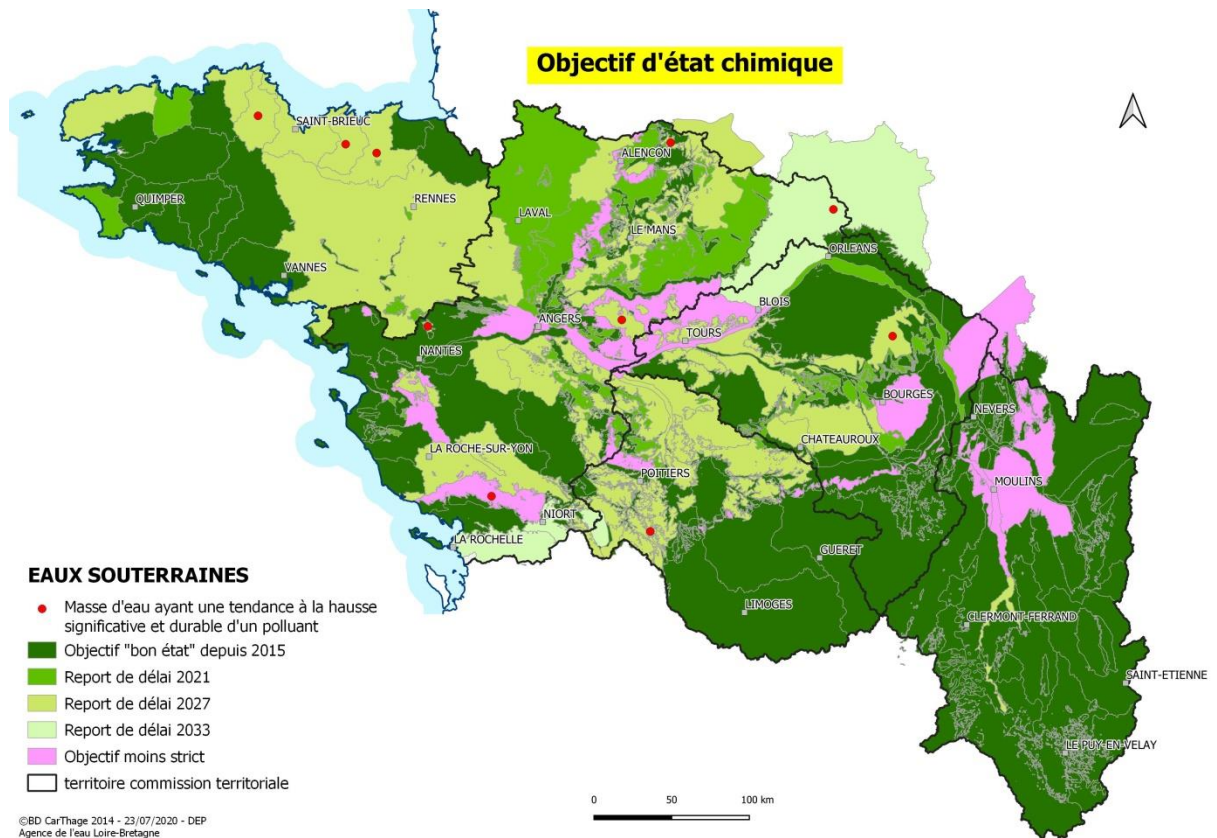 Objectif d'état chimique
SAINT-BRIEUC
ALENCON
QUIMPER
RENNES
LAVAL
LE MANS
ORLEANS
VANNES
BLOIS
ANGERS
TOURS
NANTES
BOURGES
NEVERS
LA ROCHE-SUR-YON
CHATEAUROUX
POITIERS
MOULINS
NIORT
LA ROCHELLE
GUERET
LIMOGES
CLERMONT-FERRAND
SAINT-ETIENNE
LE PUY-EN-VELAY
EAUX SOUTERRAINES
Masse d'eau ayant une tendance à la hausse
significative et durable d'un polluant
Objectif "bon état" depuis 2015
Report de délai 2021
Report de délai 2027
Report de délai 2033
Objectif moins strict
territoire commission territoriale
0 50 100 km
©BD CarThage 2014 - 23/07/2020 - DEP
Agence de l'eau Loire-Bretagne